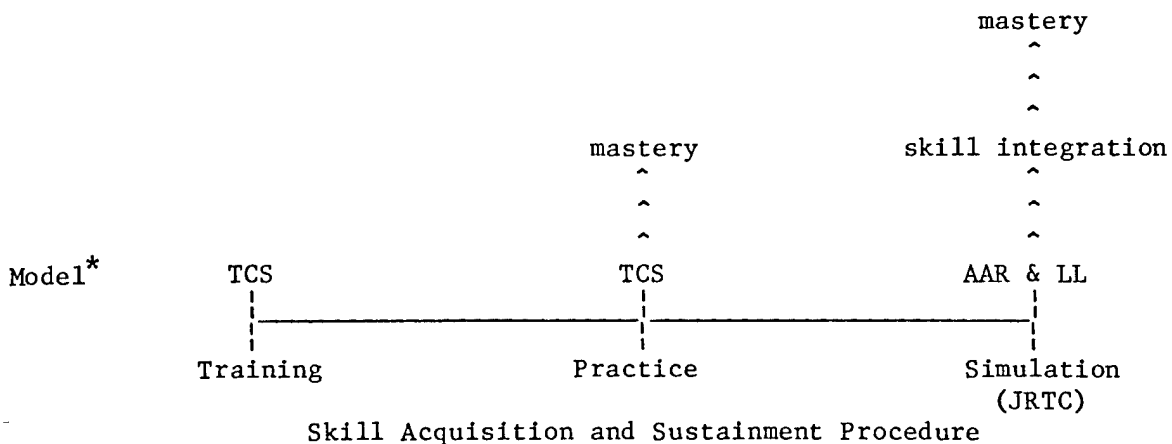 mastery
mastery skill integration
Model* TCS TCS AAR & LL
Training Practice Simulation
(JRTC)
Skill Acquisition and Sustainment Procedure